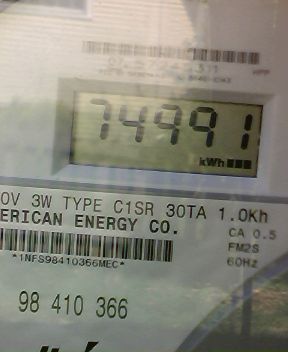 74991
kWh
0V 3W TYPE C1SR 30TA 1.0Kh
ERICAN ENERGY CO.
CA 0.5
FM2S
60Hz
*1NFS98410366MEC*
98 410 366